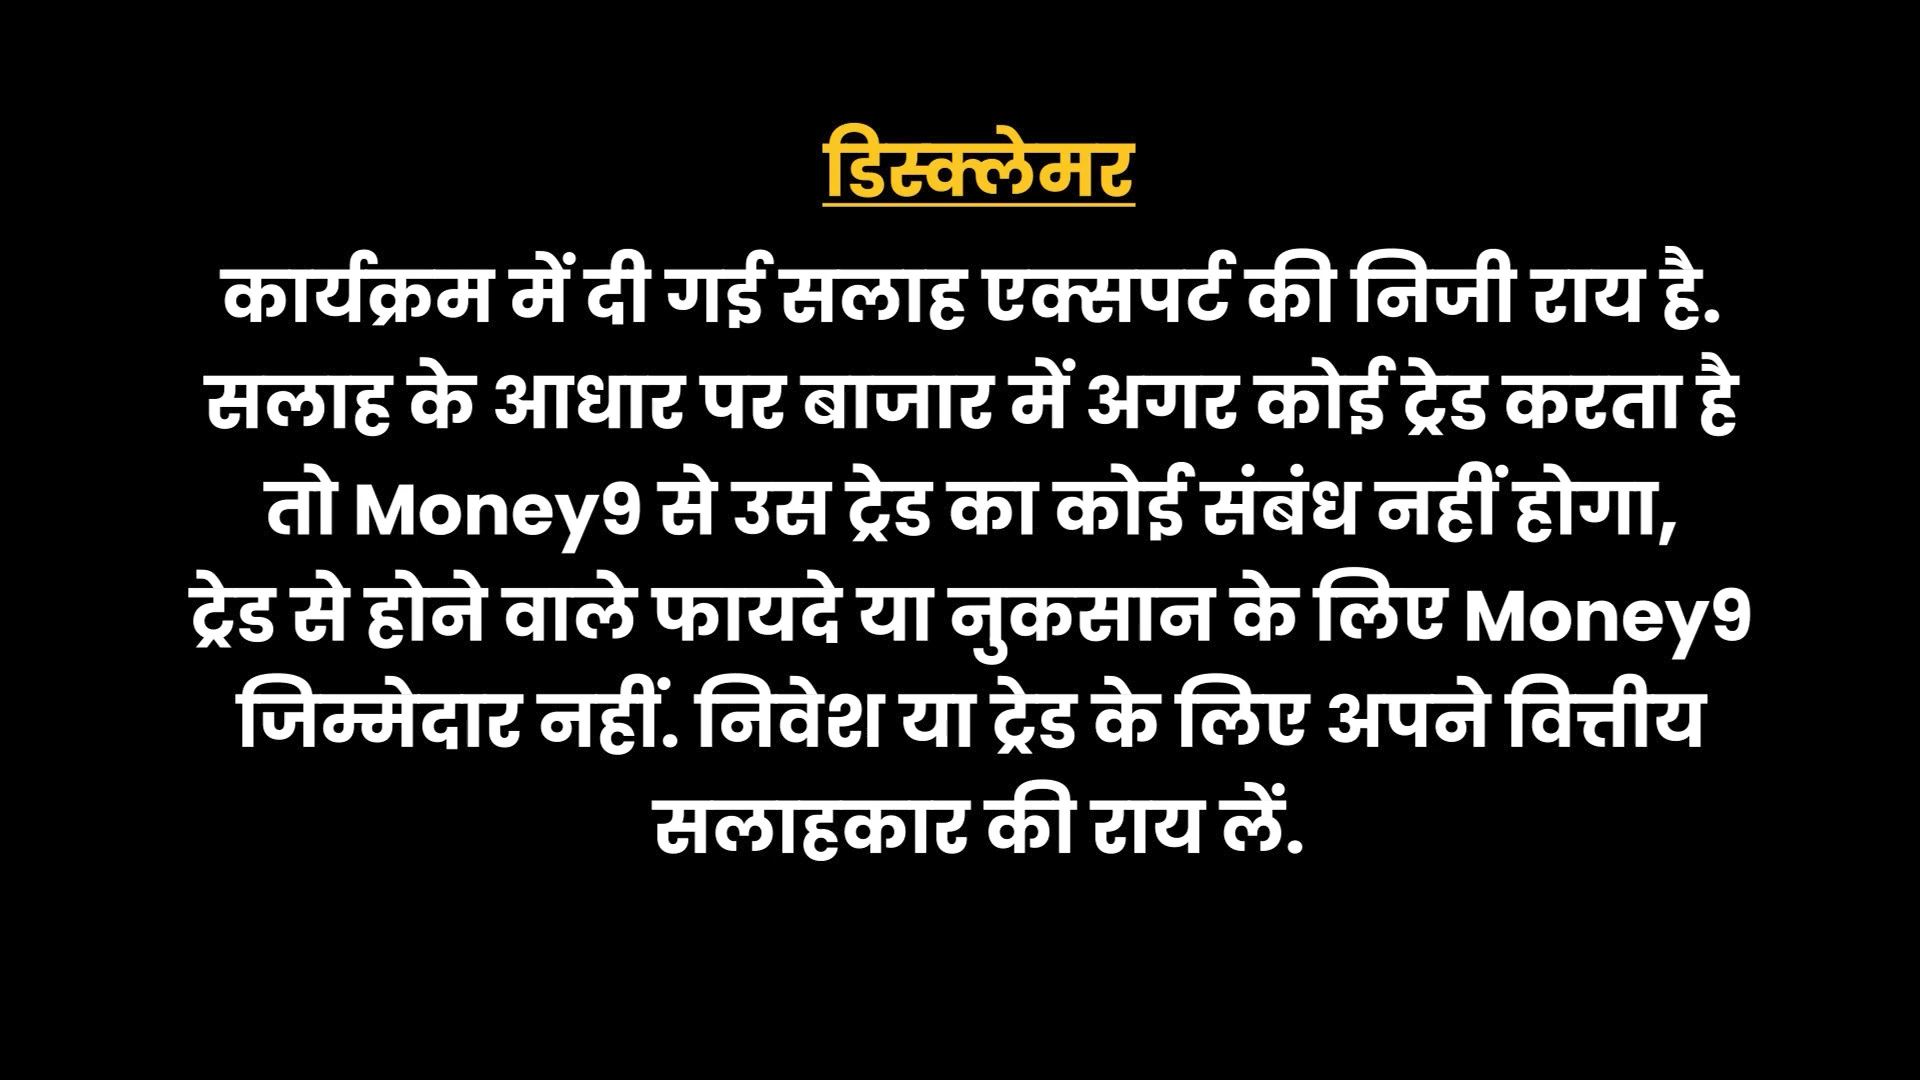 डिस्क्लेमर
कार्यक्रम में दी गई सलाह एक्सपर्ट की निजी राय है.
सलाह के आधार पर बाजार में अगर कोई ट्रेड करता है
तो Money9 से उस ट्रेड का कोई संबंध नहीं होगा,
ट्रेड से होने वाले फायदे या नुकसान के लिए Money9
जिम्मेदार नहीं. निवेश या ट्रेड के लिए अपने वित्तीय
सलाहकार की राय लें.